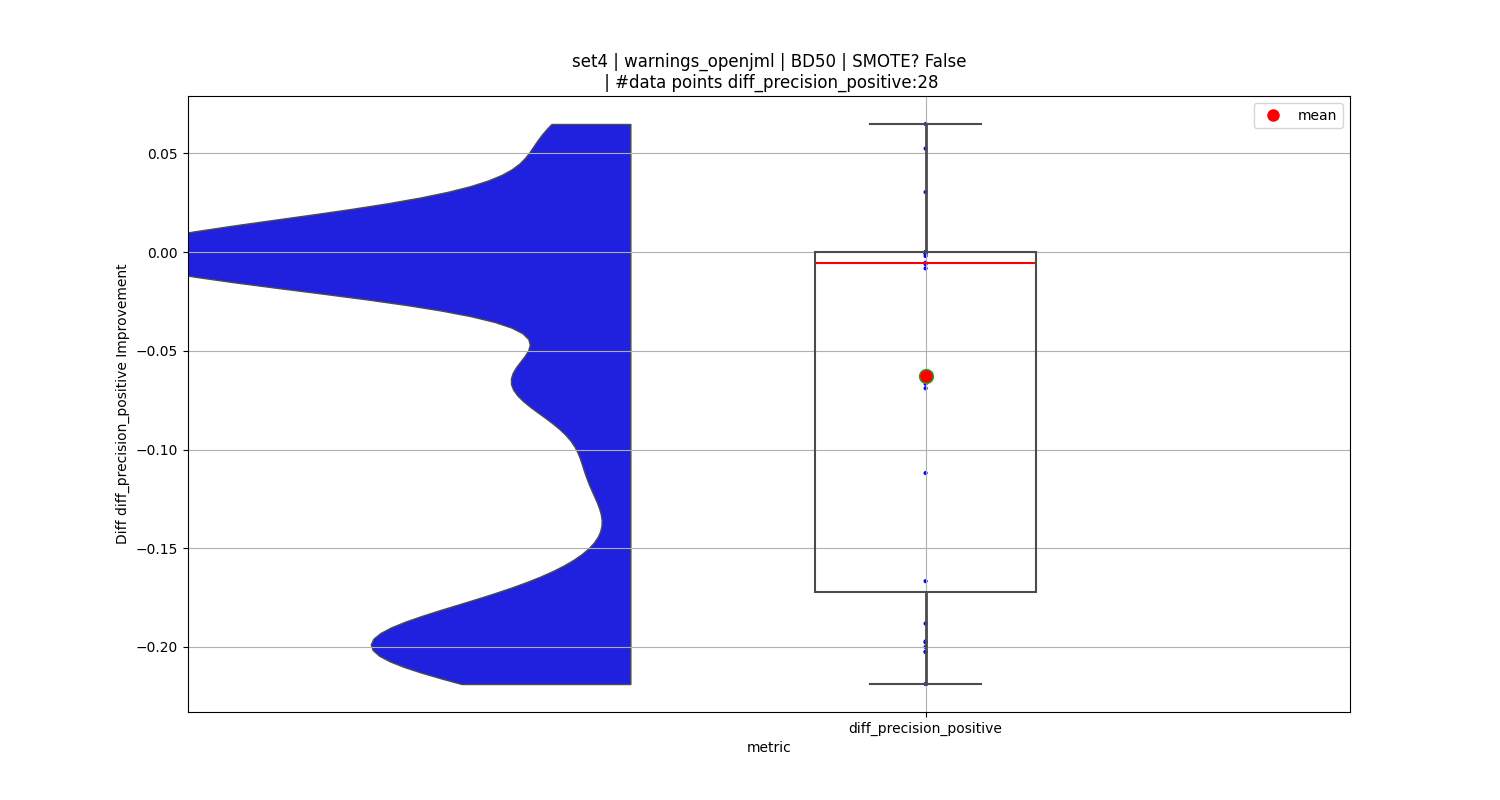 set4 | warnings_openjml | BD50 | SMOTE? False
| #data points diff_precision_positive:28
mean
0.05
0.00
−0.05
−0.10
−0.15
−0.20
Diff diff_precision_positive Improvement
diff_precision_positive
metric